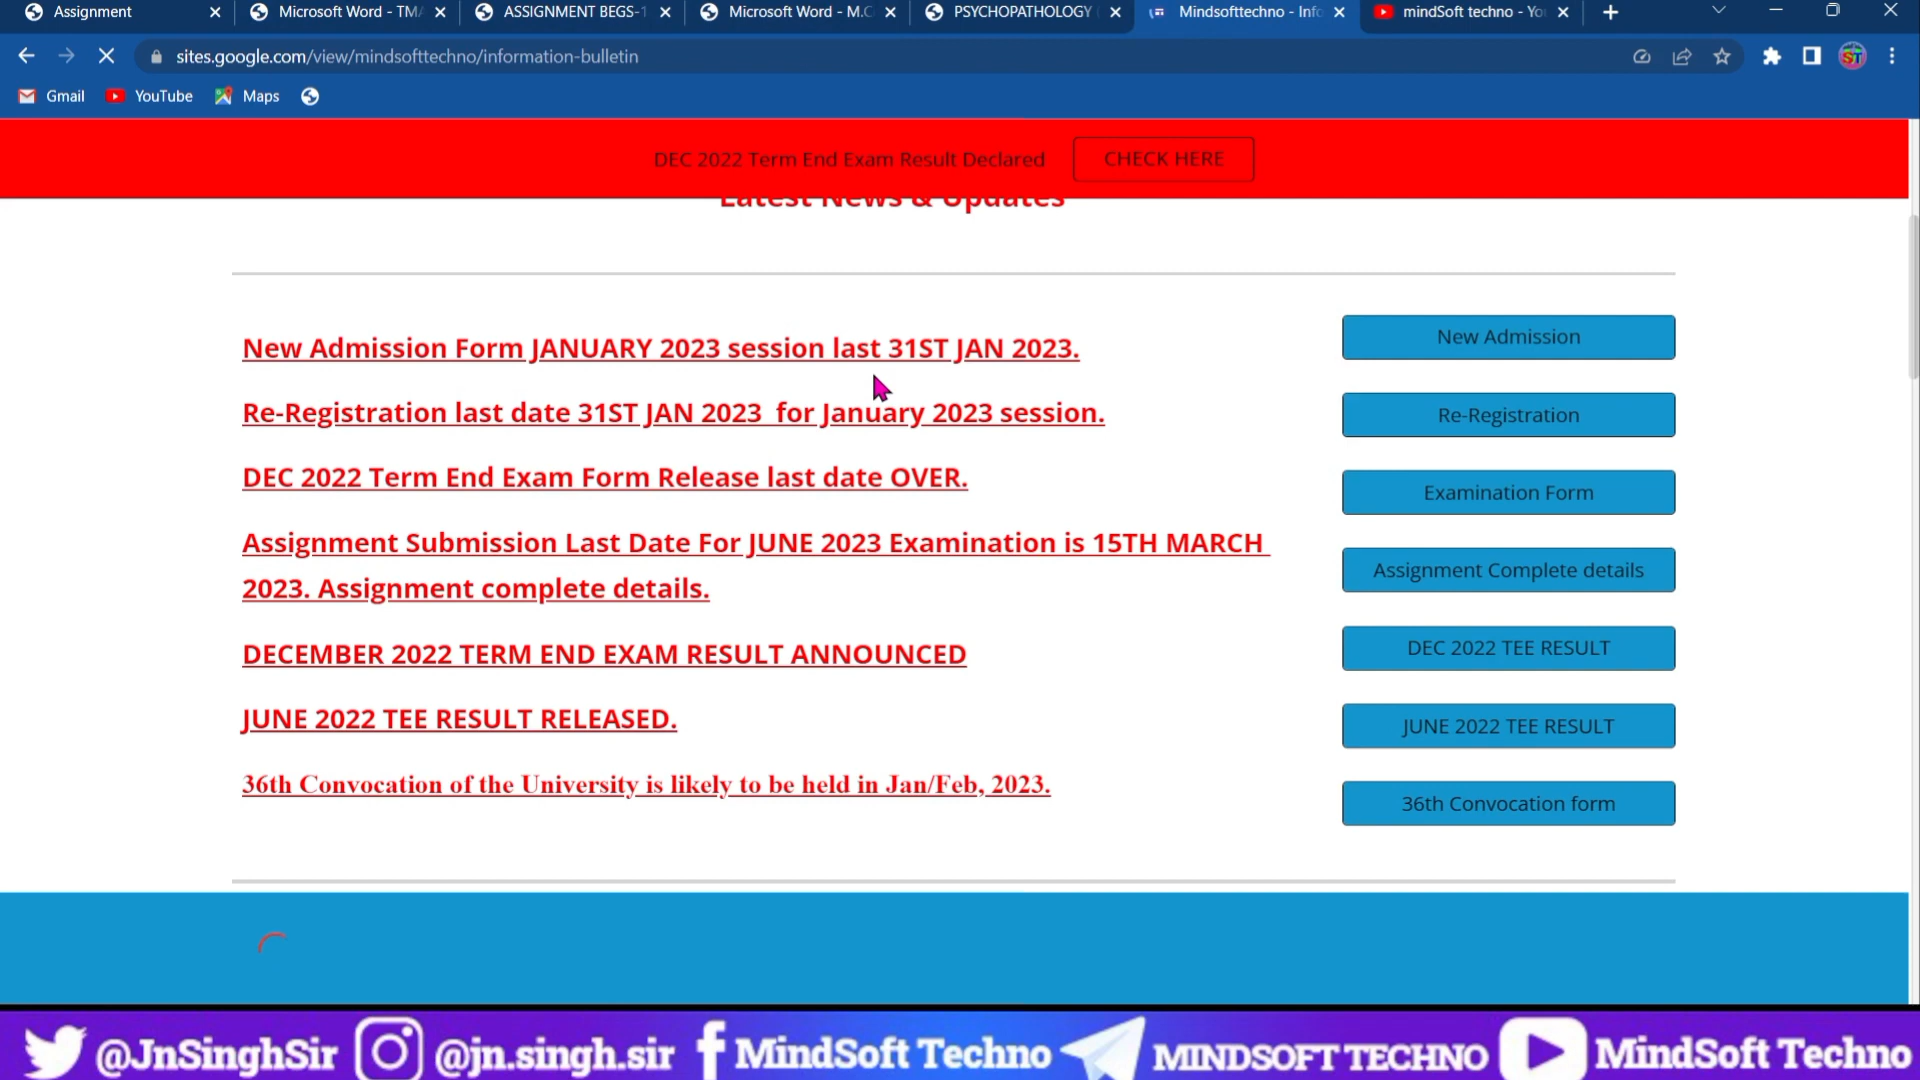 Assignment
Microsoft Word - TMA
ASSIGNMENT BEGS-1
Microsoft Word - M.C
PSYCHOPATHOLOGY
Mindsofttechno - Info
mindSoft techno - Yo
sites.google.com/view/mindsofttechno/information-bulletin
ST
Gmail
YouTube
Maps
DEC 2022 Term End Exam Result Declared
CHECK HERE
Latest News & Updates
New Admission Form JANUARY 2023 session last 31ST JAN 2023.
New Admission
Re-Registration last date 31ST JAN 2023 for January 2023 session.
Re-Registration
DEC 2022 Term End Exam Form Release last date OVER.
Examination Form
Assignment Submission Last Date For JUNE 2023 Examination is 15TH MARCH
2023. Assignment complete details.
Assignment Complete details
DECEMBER 2022 TERM END EXAM RESULT ANNOUNCED
DEC 2022 TEE RESULT
JUNE 2022 TEE RESULT RELEASED.
JUNE 2022 TEE RESULT
36th Convocation of the University is likely to be held in Jan/Feb, 2023.
36th Convocation form
@JnSinghSir
@jn.singh.sir
MindSoft Techno
MINDSOFT TECHNO
MindSoft Techno